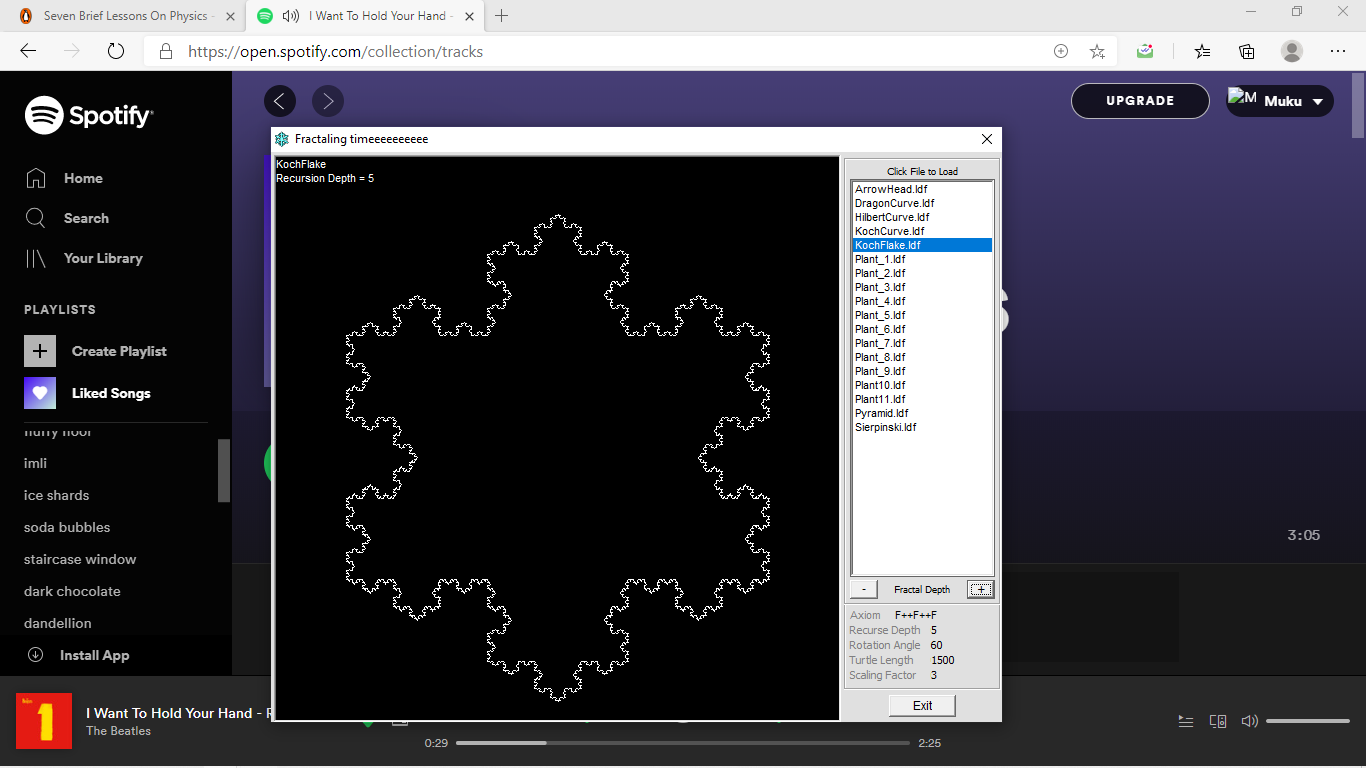 Seven Brief Lessons On Physics -
I Want To Hold Your Hand -
https://open.spotify.com/collection/tracks
Spotify
Home
Search
Your Library
PLAYLISTS
Create Playlist
Liked Songs
imli
ice shards
soda bubbles
staircase window
dark chocolate
dandellion
Install App
UPGRADE
M
Muku
Fractaling timeeeeeeeeee
KochFlake
Recursion Depth = 5
Click File to Load
ArrowHead.ldf
DragonCurve.ldf
HilbertCurve.ldf
KochCurve.ldf
KochFlake.ldf
Plant_1.ldf
Plant_2.ldf
Plant_3.ldf
Plant_4.ldf
Plant_5.ldf
Plant_6.ldf
Plant_7.ldf
Plant_8.ldf
Plant_9.ldf
Plant10.ldf
Plant11.ldf
Pyramid.ldf
Sierpinski.ldf
- Fractal Depth +
Axiom F++F++F
Recurse Depth 5
Rotation Angle 60
Turtle Length 1500
Scaling Factor 3
Exit
3:05
1
I Want To Hold Your Hand -
The Beatles
0:29
2:25